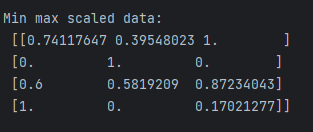 Min max scaled data:
 [[0.74117647 0.39548023 1.        ]
 [0.         1.         0.        ]
 [0.6        0.5819209  0.87234043]
 [1.         0.         0.17021277]]